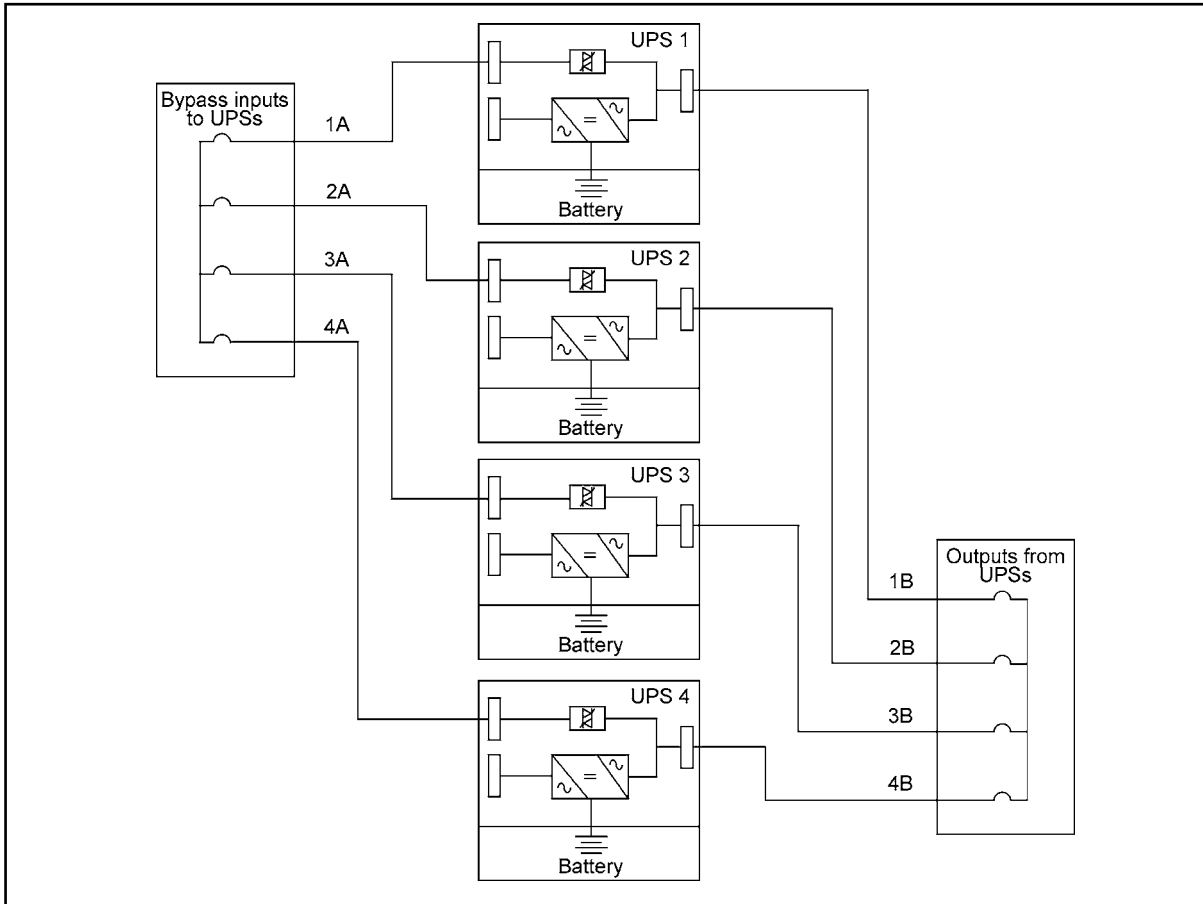 Bypass inputs
to UPSs
1A
2A
3A
4A
UPS 1
Battery
UPS 2
Battery
UPS 3
Battery
UPS 4
Battery
Outputs from
UPSs
1B
2B
3B
4B